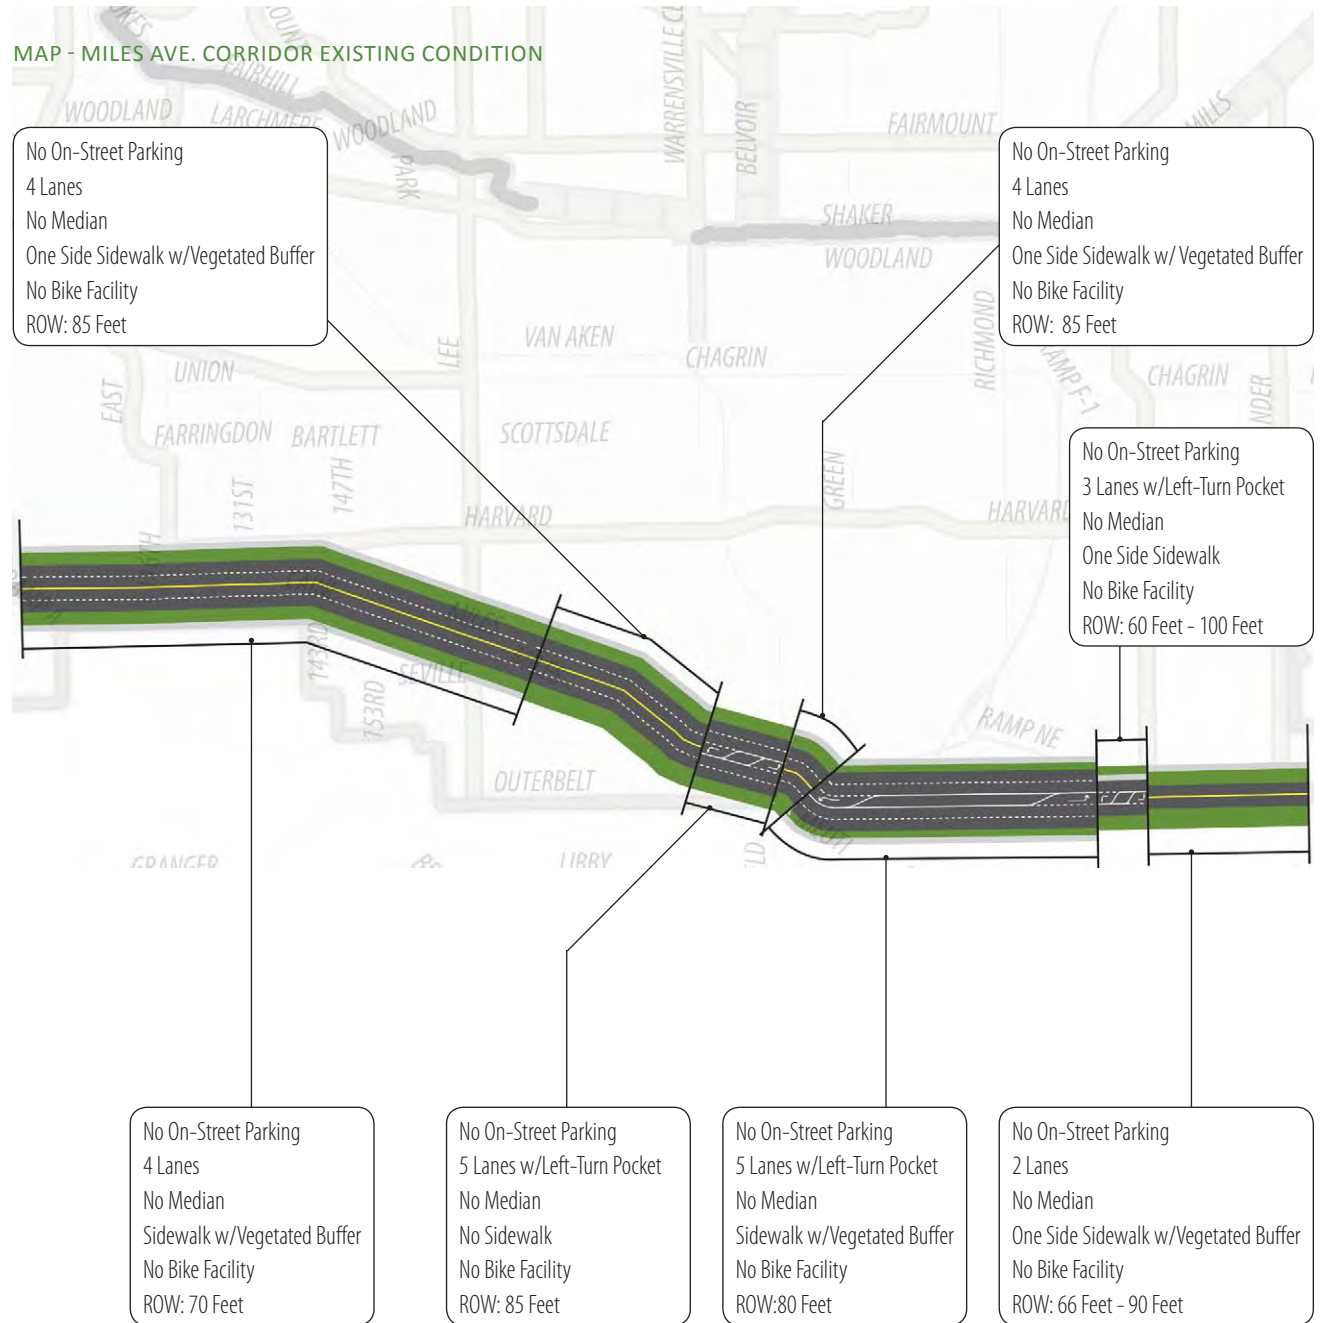 MAP - MILES AVE. CORRIDOR EXISTING CONDITION
FAIRHILL
WOODLAND
LARCHMERE
WOODLAND
PARK
WARRENSVILLE
BELVOIR
FAIRMOUNT
MILLS
SHAKER
WOODLAND
No On-Street Parking
4 Lanes
No Median
One Side Sidewalk w/Vegetated Buffer
No Bike Facility
ROW: 85 Feet
No On-Street Parking
4 Lanes
No Median
One Side Sidewalk w/ Vegetated Buffer
No Bike Facility
ROW: 85 Feet
LEE
VAN AKEN
CHAGRIN
RICHMOND
RAMP F-1
CHAGRIN
UNION
EAST
FARRINGDON
BARTLETT
SCOTTSDALE
131ST
147TH
GREEN
HARVARD
HARVARD
No On-Street Parking
3 Lanes w/Left-Turn Pocket
No Median
One Side Sidewalk
No Bike Facility
ROW: 60 Feet - 100 Feet
MILES
143RD
SEVILLE
153RD
RAMP NE
OUTERBELT
GRANGER
LIBBY
No On-Street Parking
4 Lanes
No Median
Sidewalk w/Vegetated Buffer
No Bike Facility
ROW: 70 Feet
No On-Street Parking
5 Lanes w/Left-Turn Pocket
No Median
No Sidewalk
No Bike Facility
ROW: 85 Feet
No On-Street Parking
5 Lanes w/Left-Turn Pocket
No Median
Sidewalk w/Vegetated Buffer
No Bike Facility
ROW:80 Feet
No On-Street Parking
2 Lanes
No Median
One Side Sidewalk w/Vegetated Buffer
No Bike Facility
ROW: 66 Feet - 90 Feet